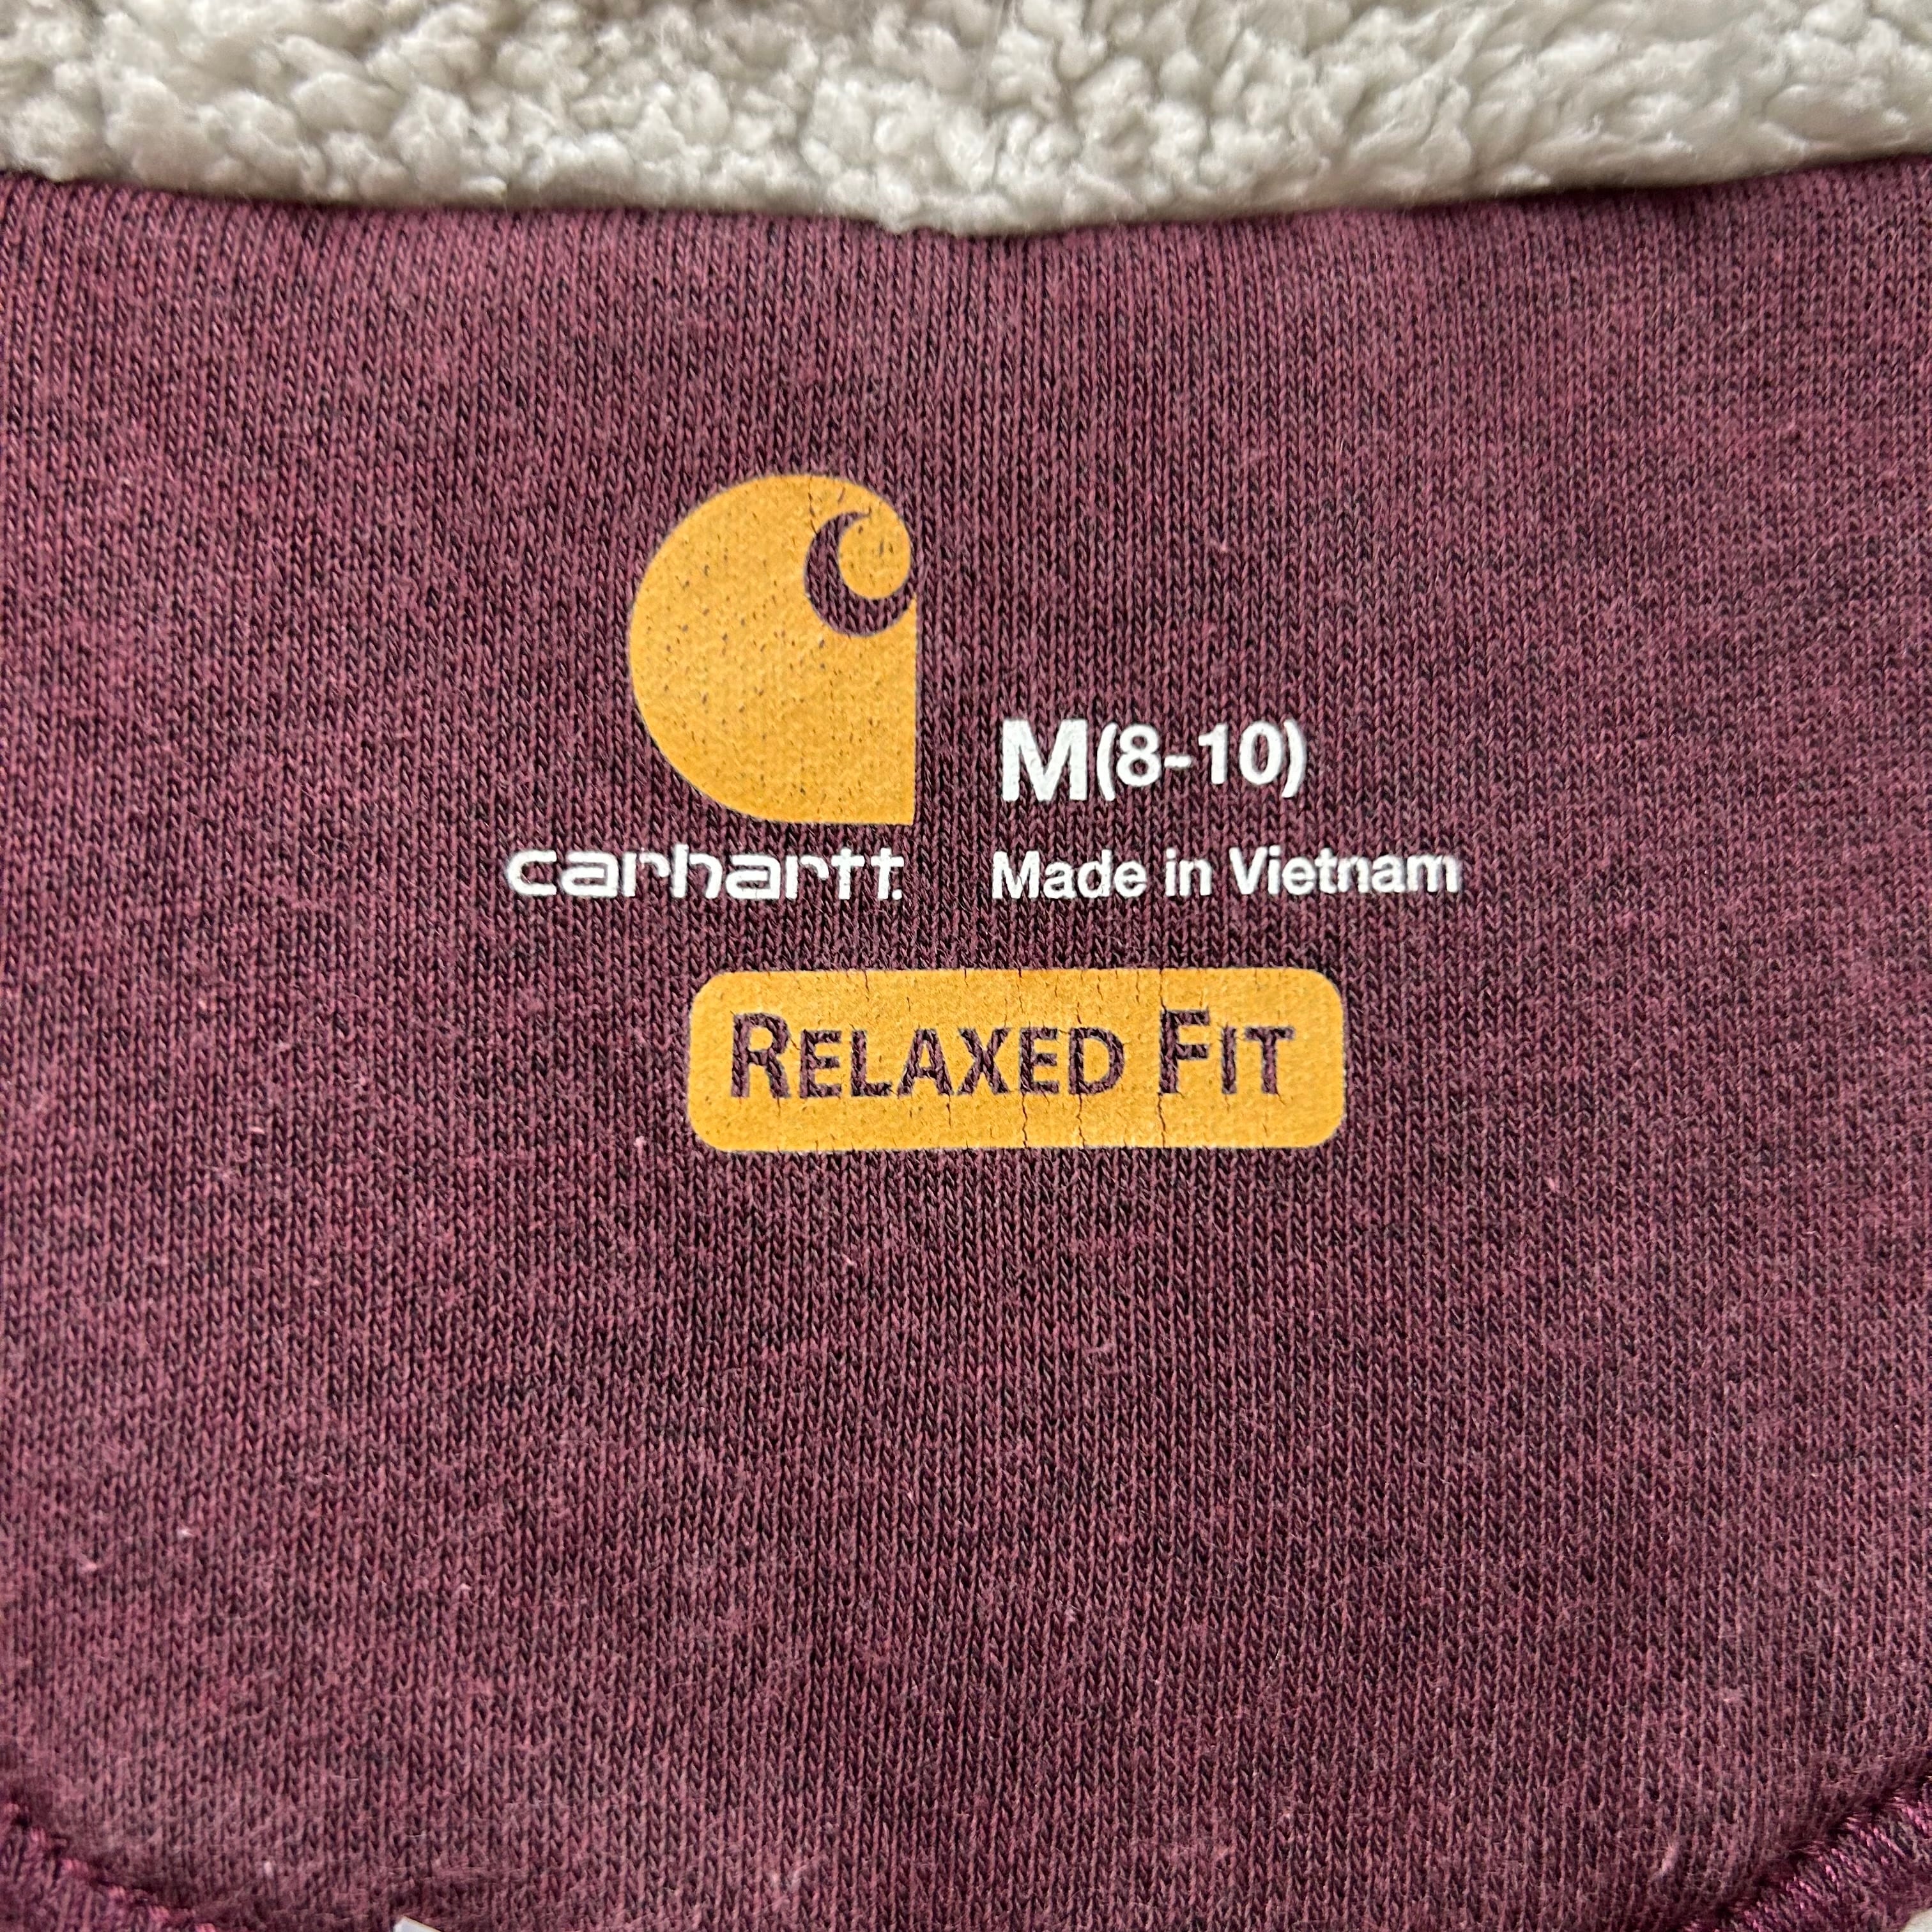 M(8-10)
carhartt. Made in Vietnam
RELAXED FIT